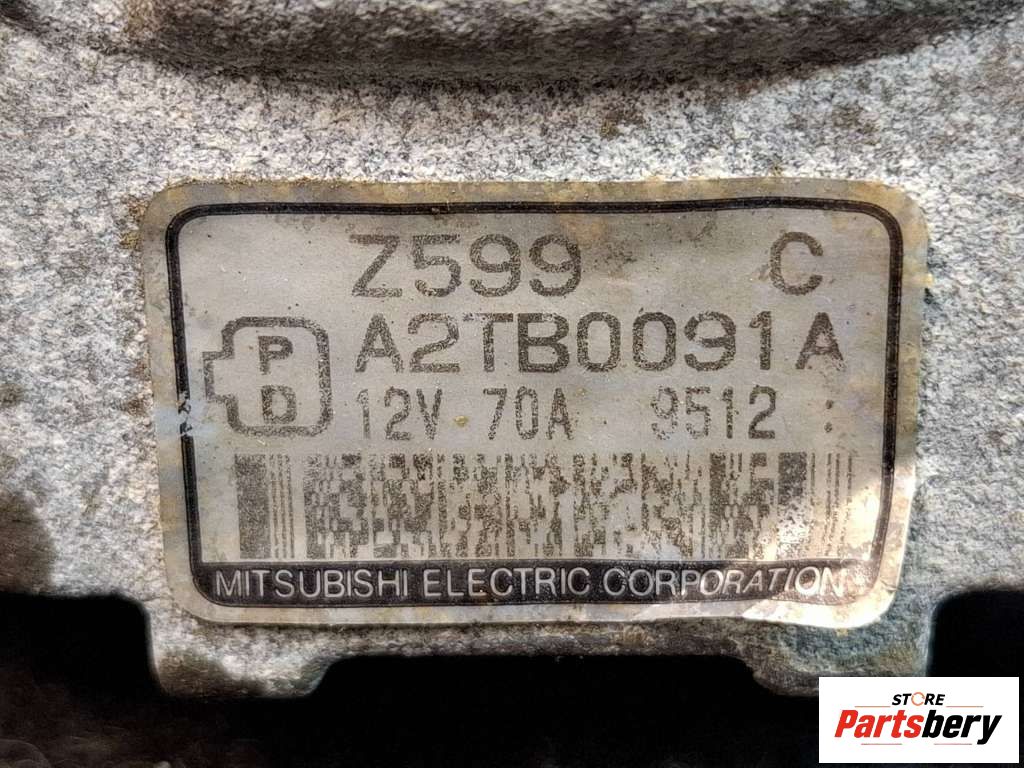 Z599 C
A2TB0091A
P
D
12V 70A 9512 :
MITSUBISHI ELECTRIC CORPORATION
STORE
Partsbery